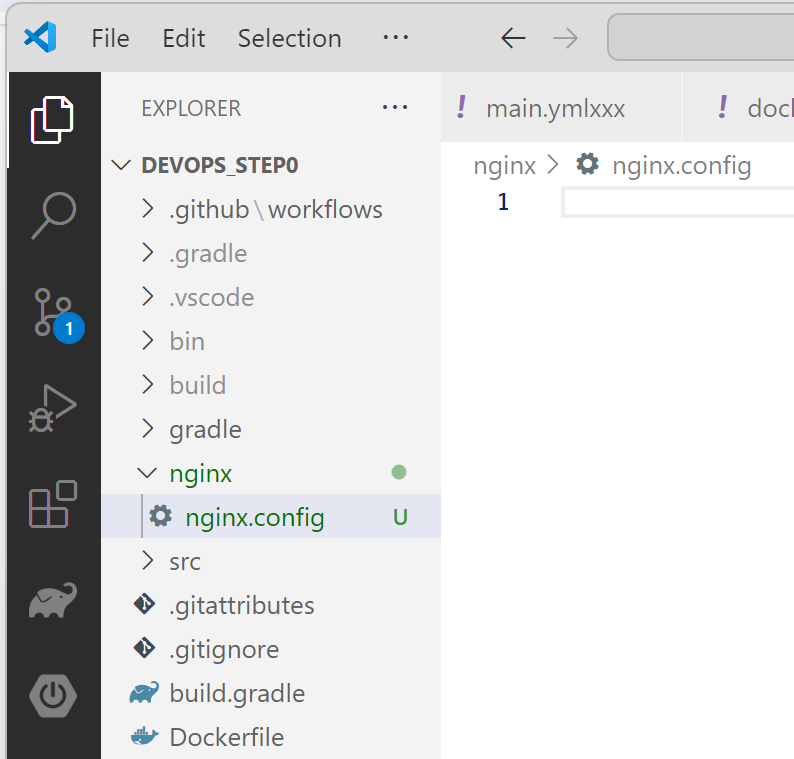 File Edit Selection ···
EXPLORER ···
main.ymlxxx
DEVOPS_STEP0
nginx > nginx.config
1
.github\workflows
.gradle
.vscode
1
bin
build
gradle
nginx
nginx.config U
src
.gitattributes
.gitignore
build.gradle
Dockerfile